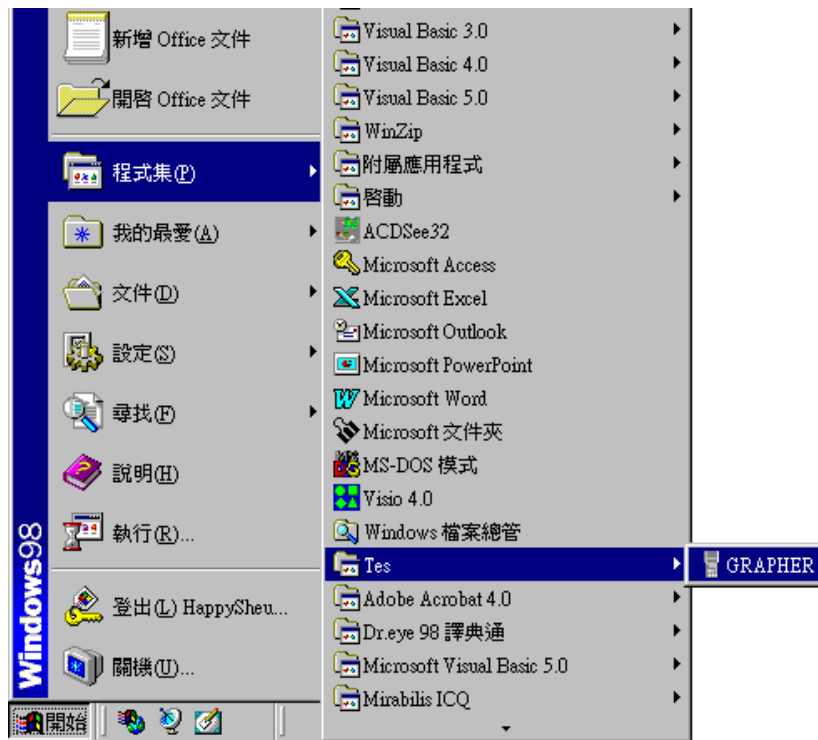 新增 Office 文件
開啓 Office 文件
程式集(P)
我的最愛(A)
文件(D)
設定(S)
尋找(F)
說明(H)
執行(R)...
登出(L) HappySheu...
關機(U)...
Windows98
開始
Visual Basic 3.0
Visual Basic 4.0
Visual Basic 5.0
WinZip
附屬應用程式
啓動
ACDSee32
Microsoft Access
Microsoft Excel
Microsoft Outlook
Microsoft PowerPoint
Microsoft Word
Microsoft 文件夾
MS-DOS 模式
Visio 4.0
Windows 檔案總管
Tes
Adobe Acrobat 4.0
Dr.eye 98 譯典通
Microsoft Visual Basic 5.0
Mirabilis ICQ
GRAPHER